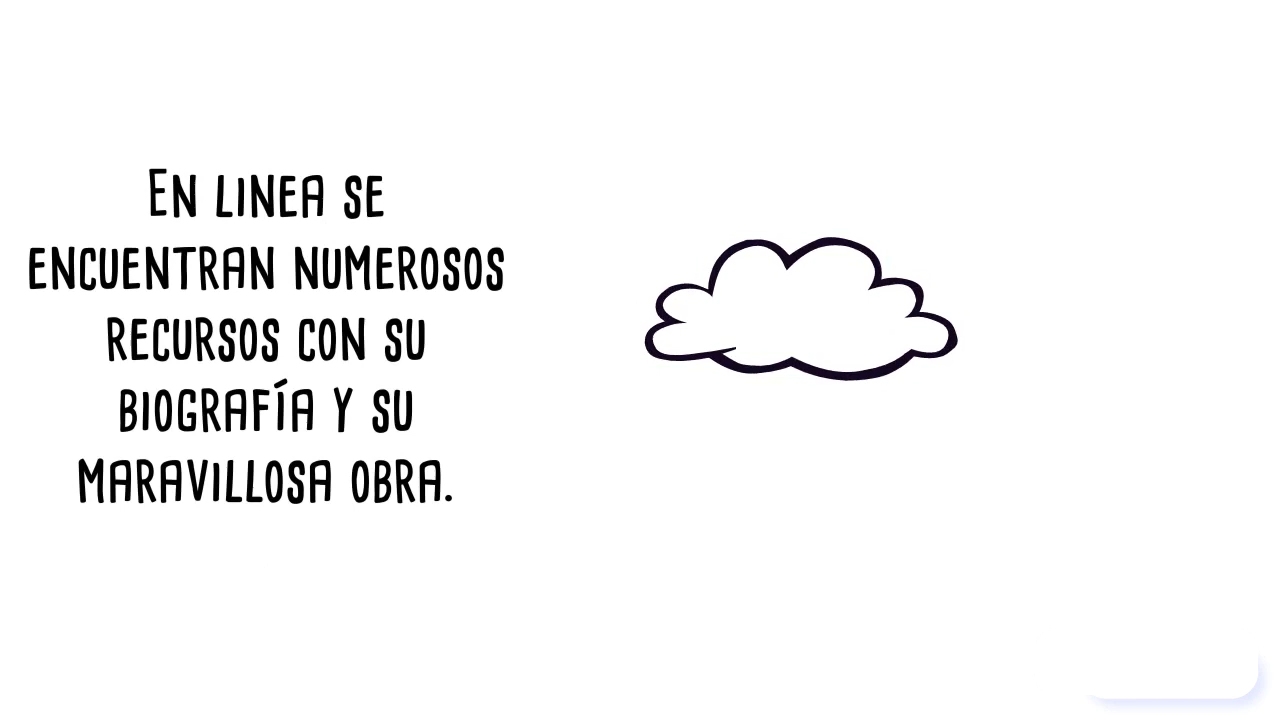 En linea se
encuentran numerosos
recursos con su
biografía y su
maravillosa obra.